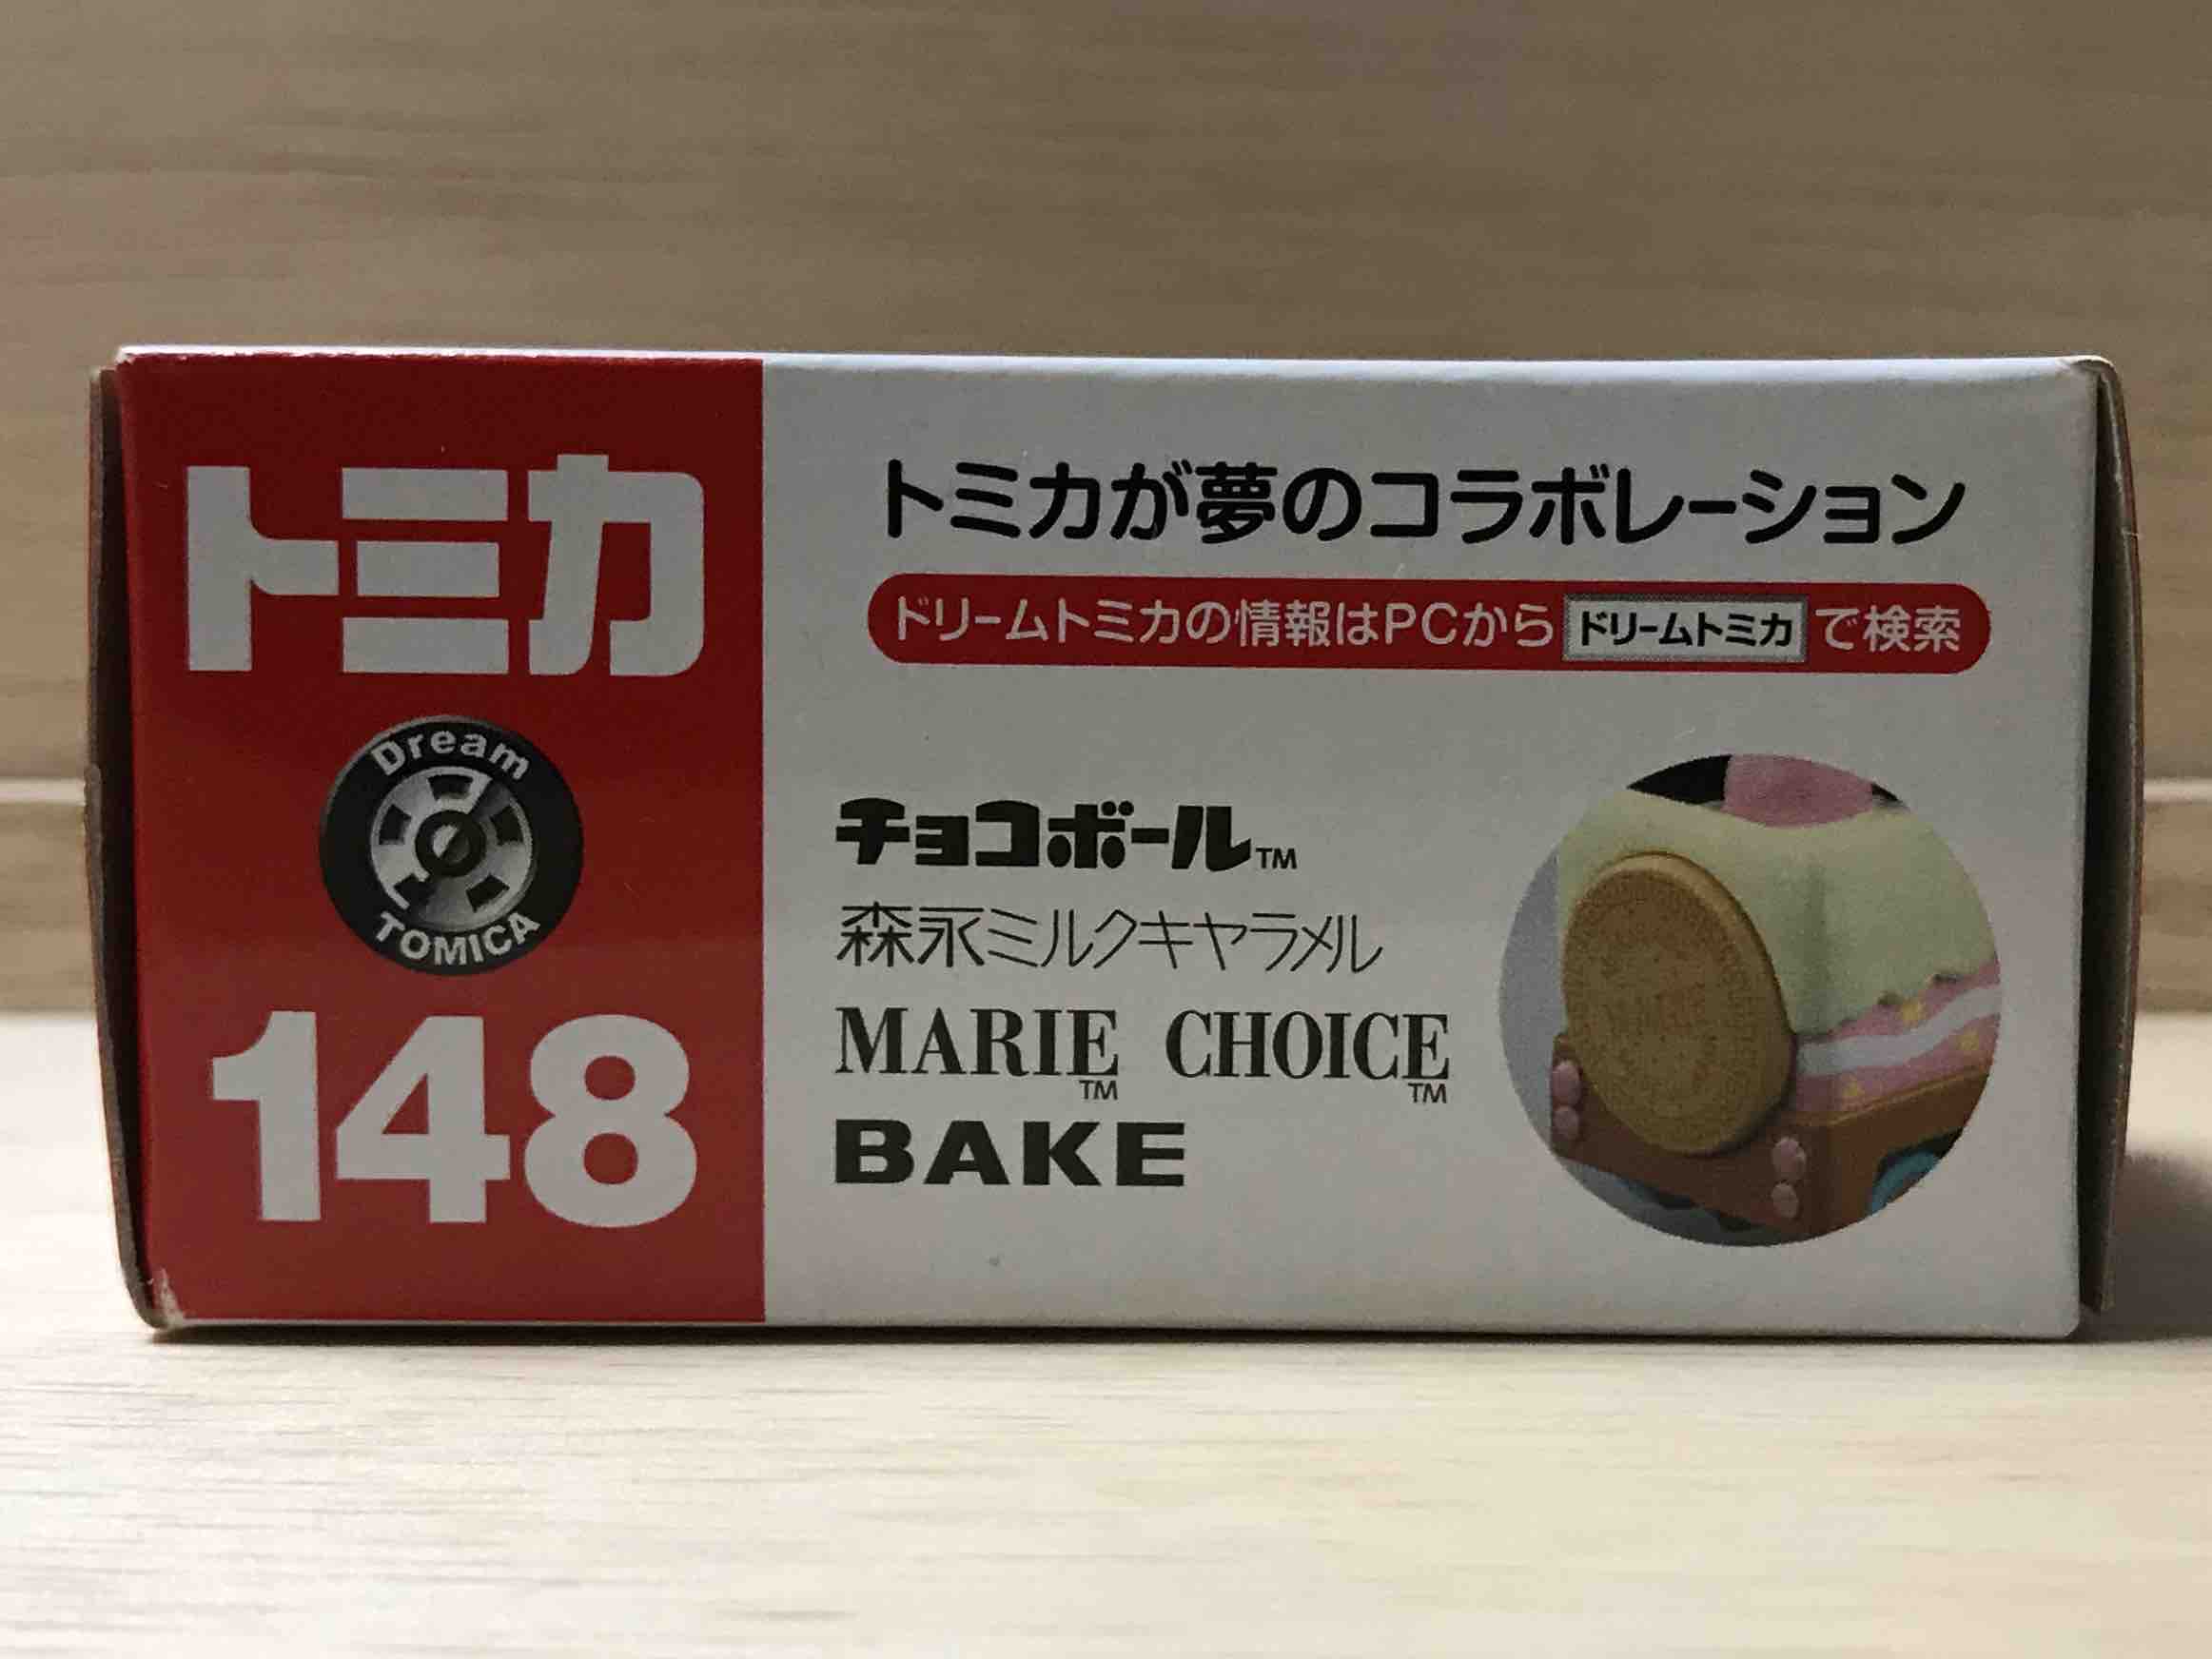 トミカ
Dream
TOMICA
148
トミカが夢のコラボレーション
ドリームトミカの情報はPCから ドリームトミカ で検索
チョコボール™
森永ミルクキャラメル
MARIE™ CHOICE™
BAKE